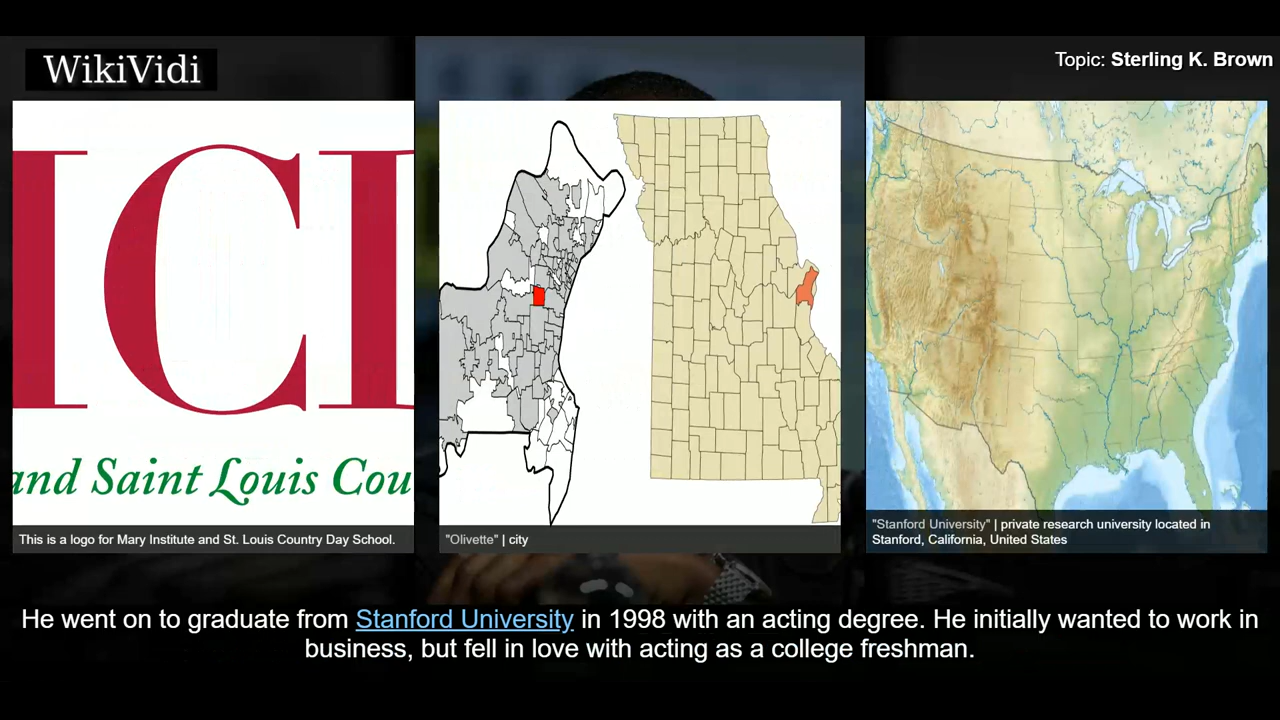 WikiVidi
Topic: Sterling K. Brown
ICD
and Saint Louis Cou
This is a logo for Mary Institute and St. Louis Country Day School.
"Olivette" | city
"Stanford University" | private research university located in
Stanford, California, United States
He went on to graduate from Stanford University in 1998 with an acting degree. He initially wanted to work in
business, but fell in love with acting as a college freshman.